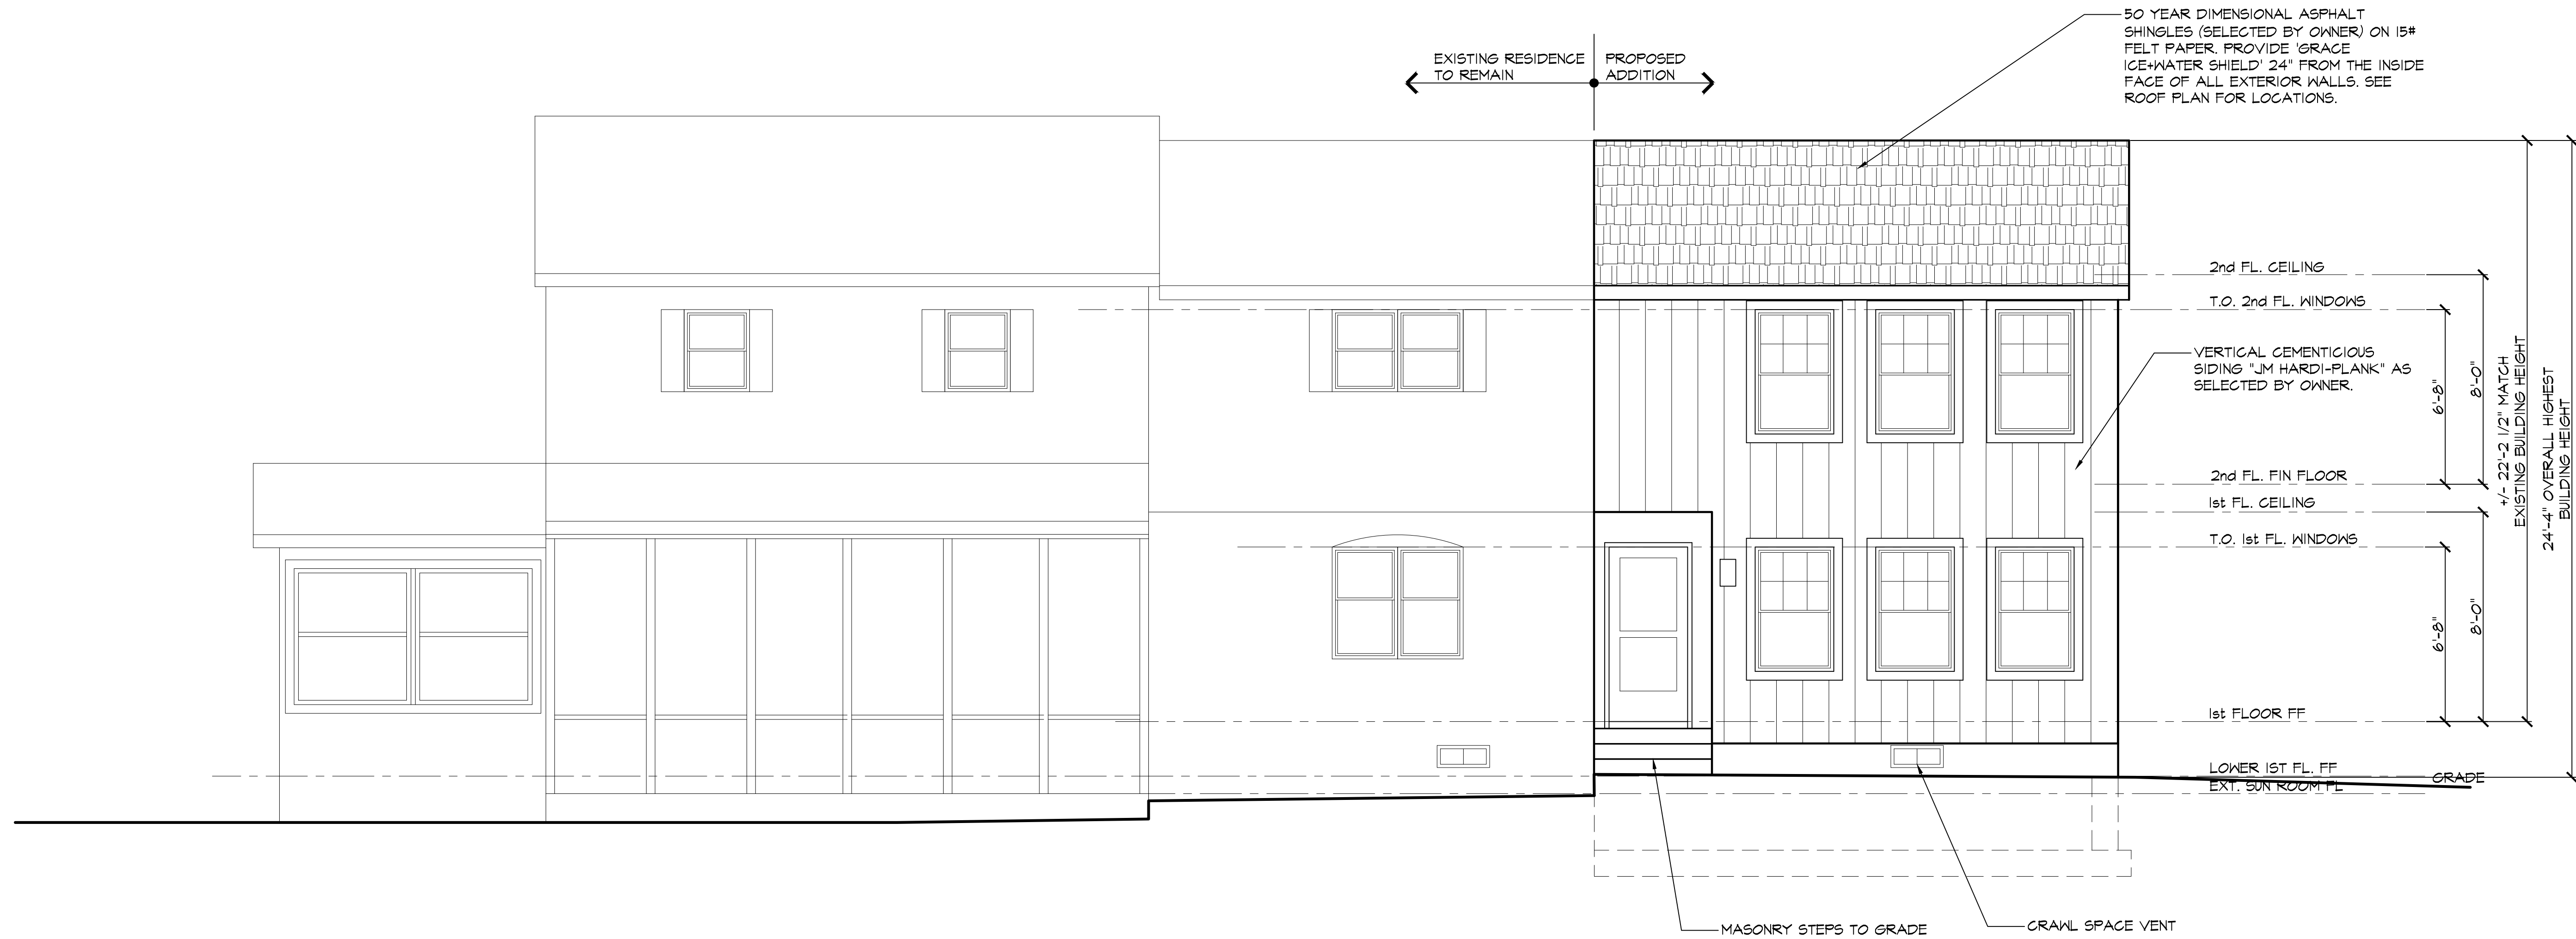 50 YEAR DIMENSIONAL ASPHALT
SHINGLES (SELECTED BY OWNER) ON 15#
FELT PAPER. PROVIDE 'GRACE
ICE+WATER SHIELD' 24" FROM THE INSIDE
FACE OF ALL EXTERIOR WALLS. SEE
ROOF PLAN FOR LOCATIONS.
EXISTING RESIDENCE
TO REMAIN
PROPOSED
ADDITION
2nd FL. CEILING
T.O. 2nd FL. WINDOWS
VERTICAL CEMENTICIOUS
SIDING "JM HARDI-PLANK" AS
SELECTED BY OWNER.
2nd FL. FIN FLOOR
1st FL. CEILING
T.O. 1st FL. WINDOWS
1st FLOOR FF
LOWER 1ST FL. FF
EXT. SUN ROOM FL
GRADE
6'-8"
8'-0"
6'-8"
8'-0"
+/- 22'-2 1/2" MATCH
EXISTING BUILDING HEIGHT
24'-4" OVERALL HIGHEST
BUILDING HEIGHT
MASONRY STEPS TO GRADE
CRAWL SPACE VENT